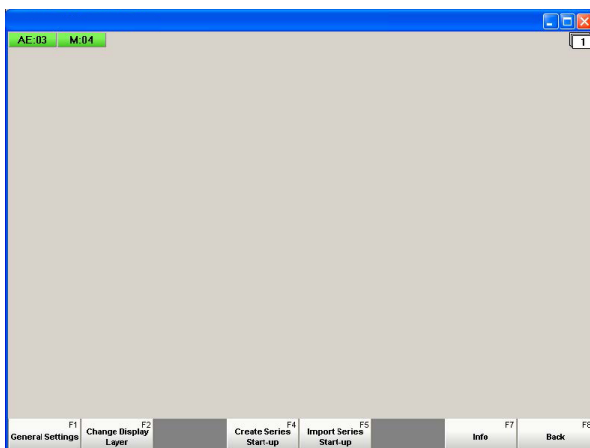 AE:03 M:04 1
F1 F2 F4 F5 F7 F8
General Settings Change Display Create Series Import Series Info Back
Layer Start-up Start-up